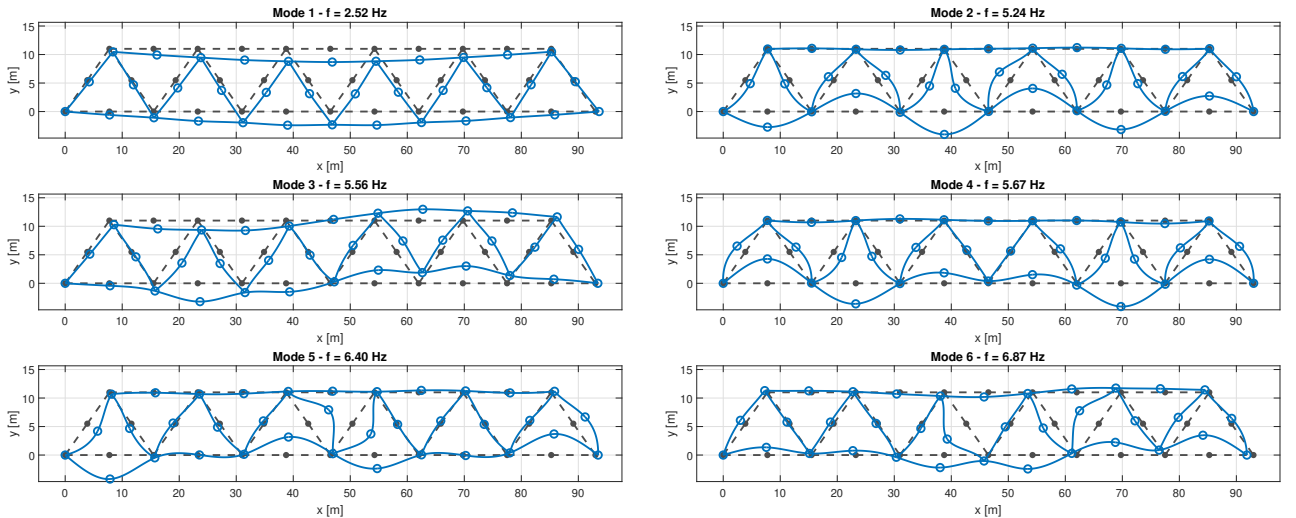 Mode 1 - f = 2.52 Hz
15
10
5
0
y [m]
0 10 20 30 40 50 60 70 80 90
x [m]
Mode 2 - f = 5.24 Hz
15
10
5
0
y [m]
0 10 20 30 40 50 60 70 80 90
x [m]
Mode 3 - f = 5.56 Hz
15
10
5
0
y [m]
0 10 20 30 40 50 60 70 80 90
x [m]
Mode 4 - f = 5.67 Hz
15
10
5
0
y [m]
0 10 20 30 40 50 60 70 80 90
x [m]
Mode 5 - f = 6.40 Hz
15
10
5
0
y [m]
0 10 20 30 40 50 60 70 80 90
x [m]
Mode 6 - f = 6.87 Hz
15
10
5
0
y [m]
0 10 20 30 40 50 60 70 80 90
x [m]